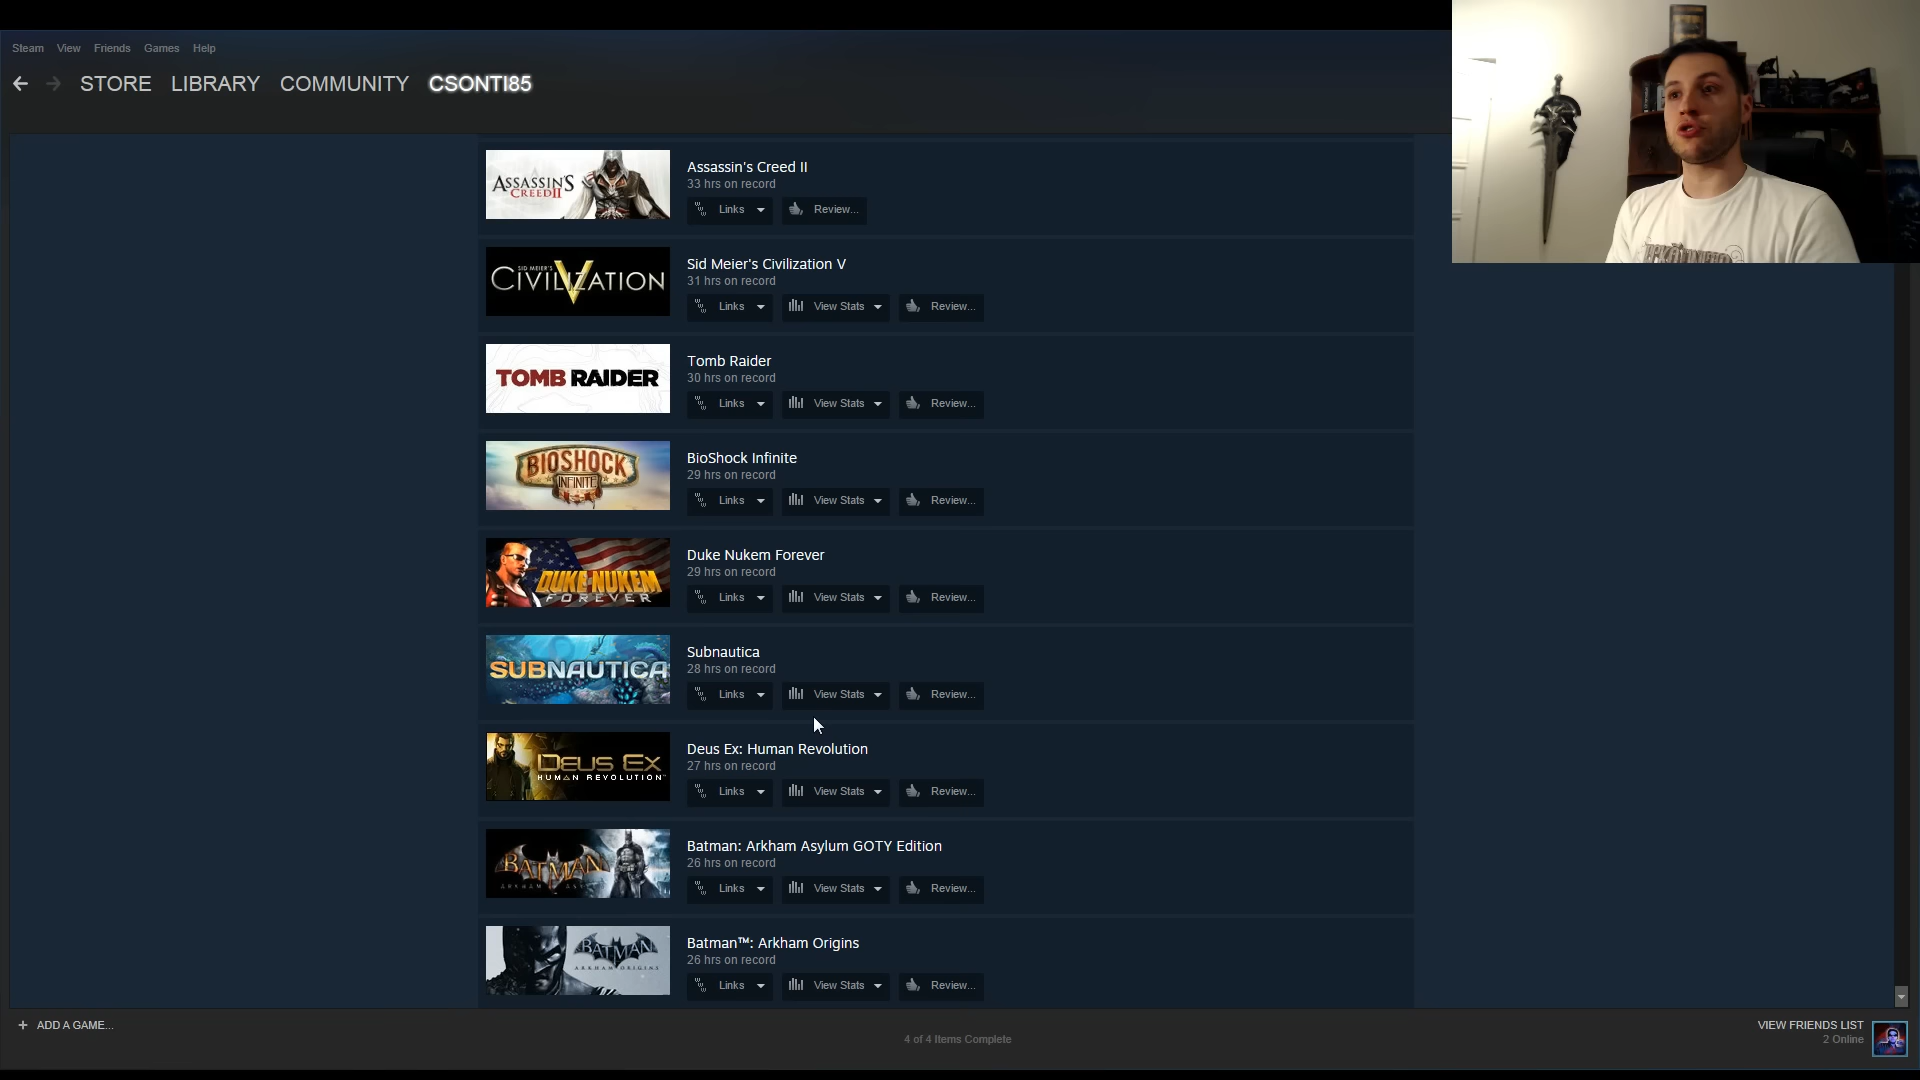 Steam View Friends Games Help
STORE LIBRARY COMMUNITY CSONTI85
ASSASSIN'S
CREED II
Assassin's Creed II
33 hrs on record
Links Review...
SID MEIER'S
CIVILIZATION V
Sid Meier's Civilization V
31 hrs on record
Links View Stats Review...
TOMB RAIDER
Tomb Raider
30 hrs on record
Links View Stats Review...
BIOSHOCK
INFINITE
BioShock Infinite
29 hrs on record
Links View Stats Review...
DUKE NUKEM
FOREVER
Duke Nukem Forever
29 hrs on record
Links View Stats Review...
SUBNAUTICA
Subnautica
28 hrs on record
Links View Stats Review...
DEUS EX
HUMAN REVOLUTION
Deus Ex: Human Revolution
27 hrs on record
Links View Stats Review...
BATMAN
ARKHAM ASYLUM
Batman: Arkham Asylum GOTY Edition
26 hrs on record
Links View Stats Review...
BATMAN
ARKHAM ORIGINS
Batman™: Arkham Origins
26 hrs on record
Links View Stats Review...
+ ADD A GAME...
4 of 4 Items Complete
VIEW FRIENDS LIST
2 Online